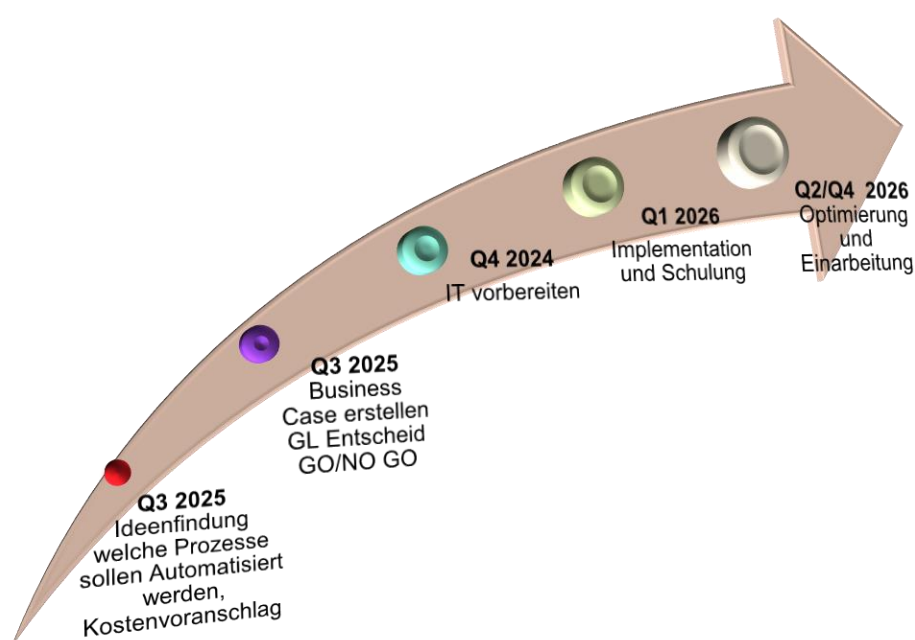 Q3 2025
Ideenfindung
welche Prozesse
sollen Automatisiert
werden,
Kostenvoranschlag
Q3 2025
Business
Case erstellen
GL Entscheid
GO/NO GO
Q4 2024
IT vorbereiten
Q1 2026
Implementation
und Schulung
Q2/Q4 2026
Optimierung
und
Einarbeitung